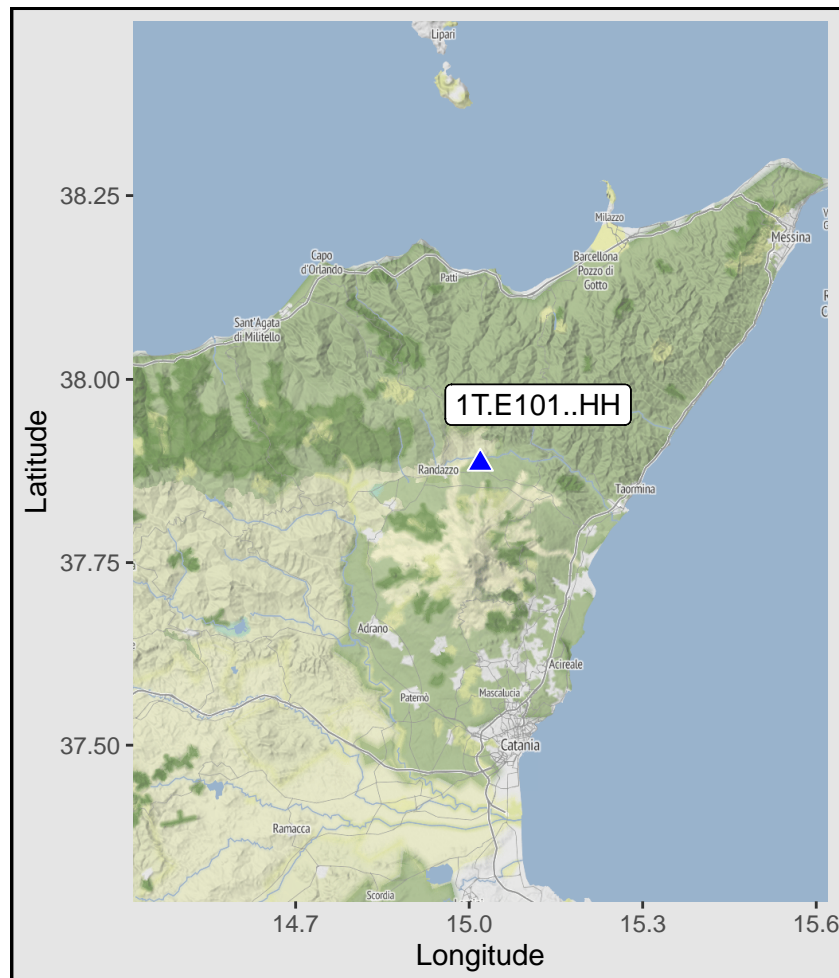 Lipari
38.25
Milazzo
Messina
Capo
d'Orlando
Barcellona
Pozzo di
Gotto
Patti
Sant'Agata
di Militello
38.00
1T.E101..HH
Latitude
Randazzo
Taormina
37.75
Adrano
Acireale
Paternò
Mascalucia
37.50
Catania
Ramacca
Scordia
14.7
15.0
15.3
15.6
Longitude